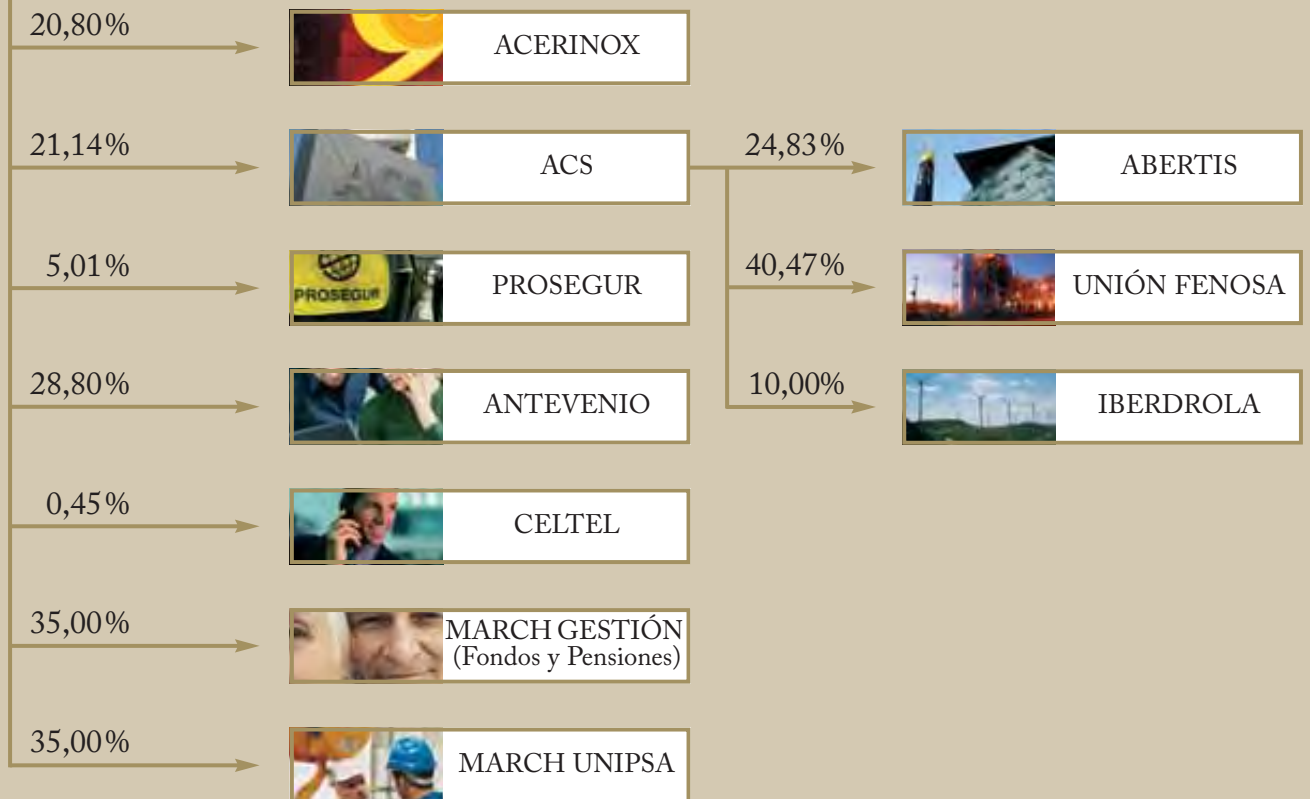 20,80%
ACERINOX
21,14%
ACS
24,83%
ABERTIS
5,01%
PROSEGUR
PROSEGUR
40,47%
UNIÓN FENOSA
28,80%
ANTEVENIO
10,00%
IBERDROLA
0,45%
CELTEL
35,00%
MARCH GESTIÓN
(Fondos y Pensiones)
35,00%
MARCH UNIPSA